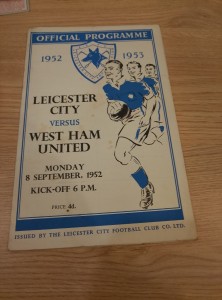 OFFICIAL PROGRAMME
1952 1953
LEICESTER
CITY
VERSUS
WEST HAM
UNITED
MONDAY
8 SEPTEMBER, 1952
KICK-OFF 6 P.M.
PRICE 4d.
ISSUED BY THE LEICESTER CITY FOOTBALL CLUB CO. LTD.